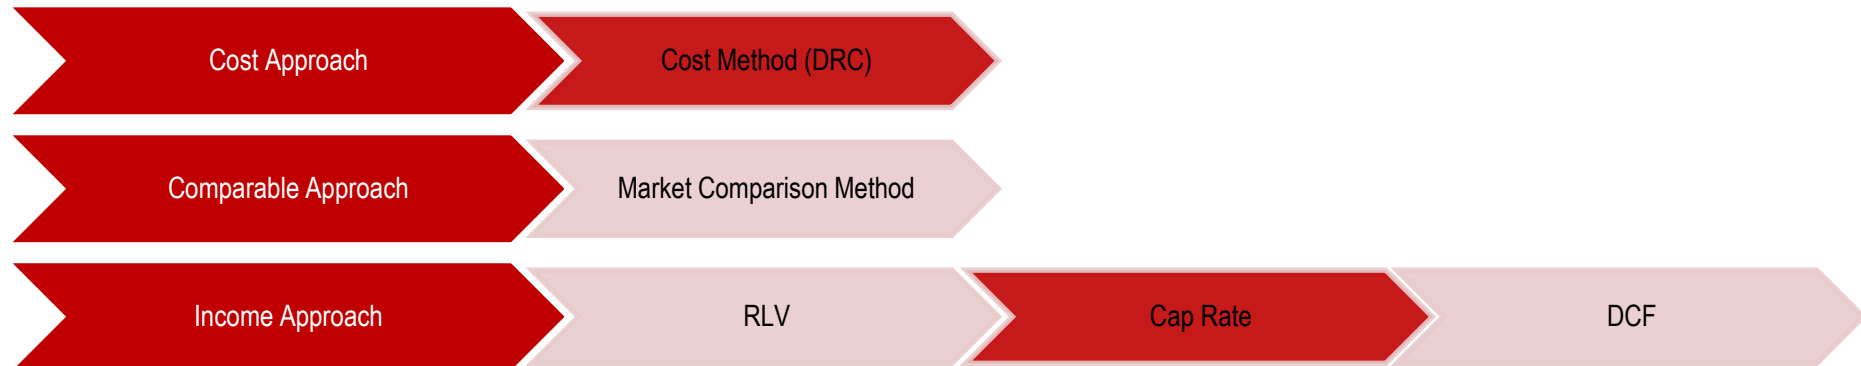 Cost Approach
Cost Method (DRC)
Comparable Approach
Market Comparison Method
Income Approach
RLV
Cap Rate
DCF